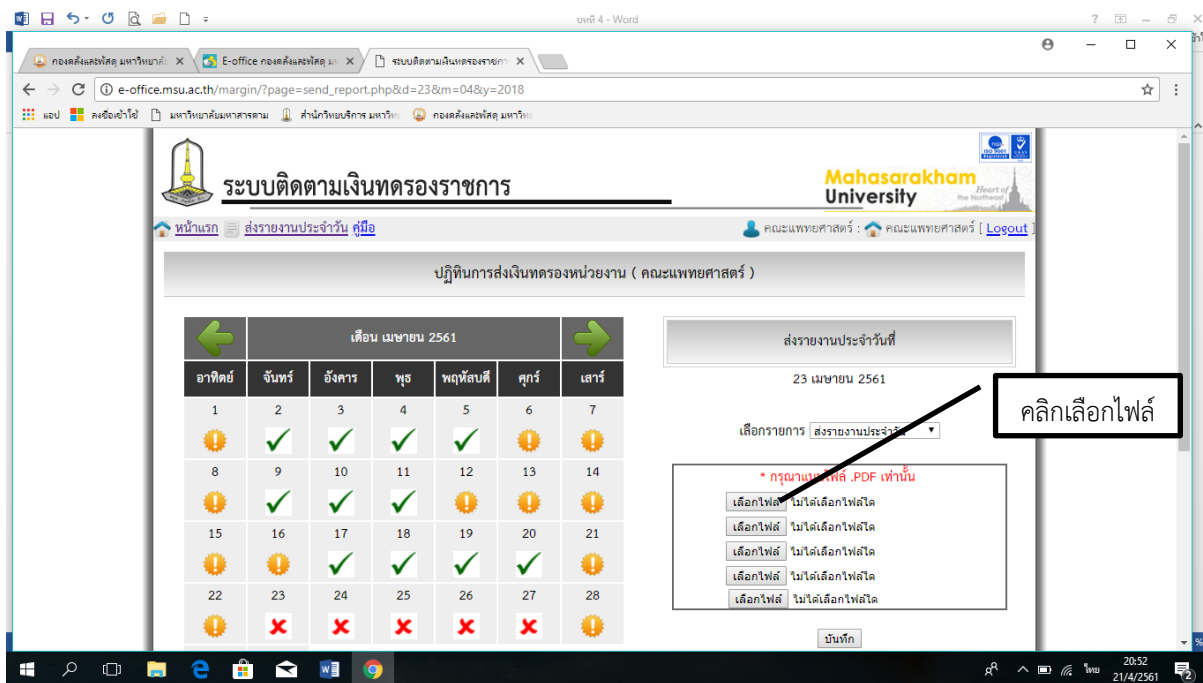 บทที่ 4 - Word
กองคลังและพัสดุ มหาวิทยาลั
E-office กองคลังและพัสดุ ม
ระบบติดตามเงินทดรองราชกา
e-office.msu.ac.th/margin/?page=send_report.php&d=23&m=04&y=2018
แอป ลงชื่อเข้าใช้ มหาวิทยาลัยมหาสารคาม สำนักวิทยบริการ มหาวิท กองคลังและพัสดุ มหาวิท
ระบบติดตามเงินทดรองราชการ
Mahasarakham
University
Heart of
the Northeast
หน้าแรก ส่งรายงานประจำวัน คู่มือ
คณะแพทยศาสตร์ : คณะแพทยศาสตร์ [ Logout ]
ปฏิทินการส่งเงินทดรองหน่วยงาน ( คณะแพทยศาสตร์ )
เดือน เมษายน 2561
อาทิตย์ จันทร์ อังคาร พุธ พฤหัสบดี ศุกร์ เสาร์
1 2 3 4 5 6 7
8 9 10 11 12 13 14
15 16 17 18 19 20 21
22 23 24 25 26 27 28
ส่งรายงานประจำวันที่
23 เมษายน 2561
คลิกเลือกไฟล์
เลือกรายการ ส่งรายงานประจำวัน
* กรุณาแนบไฟล์ .PDF เท่านั้น
เลือกไฟล์ ไม่ได้เลือกไฟล์ใด
เลือกไฟล์ ไม่ได้เลือกไฟล์ใด
เลือกไฟล์ ไม่ได้เลือกไฟล์ใด
เลือกไฟล์ ไม่ได้เลือกไฟล์ใด
เลือกไฟล์ ไม่ได้เลือกไฟล์ใด
บันทึก
20:52
21/4/2561